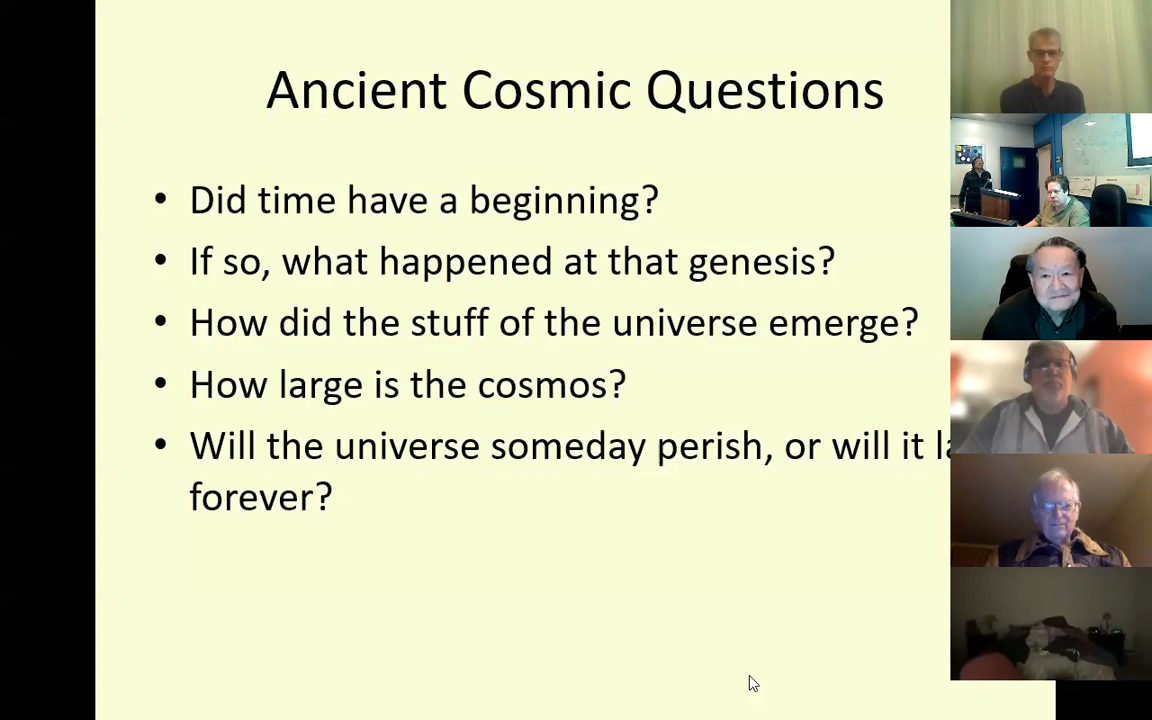 Ancient Cosmic Questions
• Did time have a beginning?
• If so, what happened at that genesis?
• How did the stuff of the universe emerge?
• How large is the cosmos?
• Will the universe someday perish, or will it
forever?